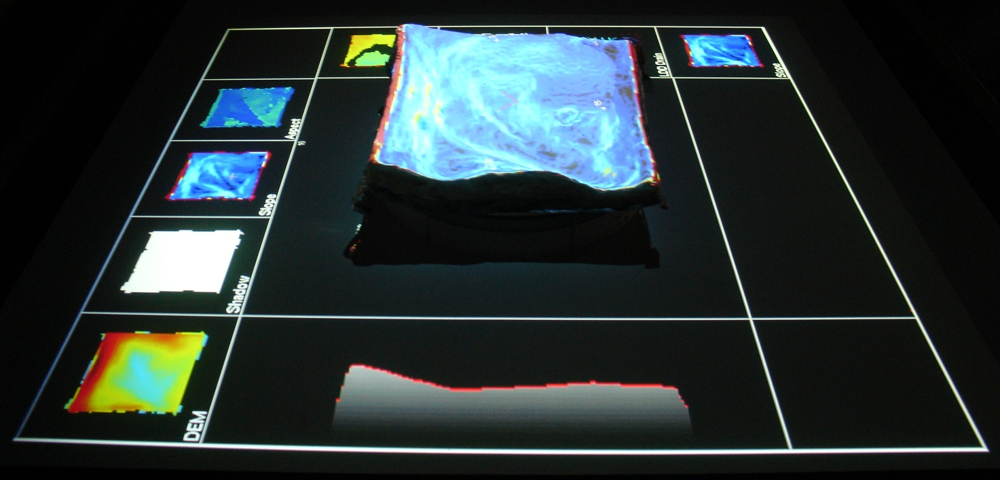 LDD Drain
Slope
Aspect
Slope
Shadow
DEM